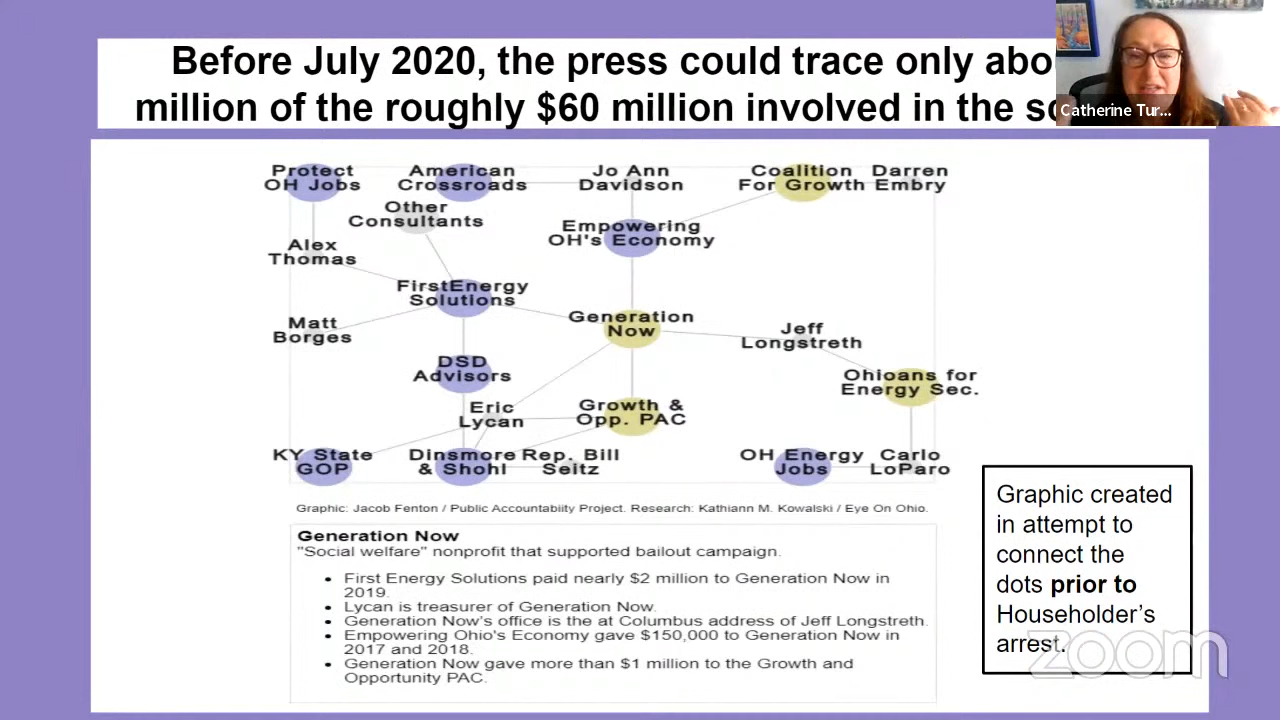 Before July 2020, the press could trace only abo
million of the roughly $60 million involved in the sc
Catherine Tur...
Protect
OH Jobs
American
Crossroads
Jo Ann
Davidson
Coalition
For Growth
Darren
Embry
Other
Consultants
Empowering
OH's Economy
Alex
Thomas
FirstEnergy
Solutions
Generation
Now
Matt
Borges
Jeff
Longstreth
DSD
Advisors
Ohioans for
Energy Sec.
Eric
Lycan
Growth &
Opp. PAC
KY State
GOP
Dinsmore
& Shohl
Rep. Bill
Seitz
OH Energy
Jobs
Carlo
LoParo
Graphic: Jacob Fenton / Public Accountabiity Project. Research: Kathiann M. Kowalski / Eye On Ohio.
Generation Now
"Social welfare" nonprofit that supported bailout campaign.
• First Energy Solutions paid nearly $2 million to Generation Now in
2019.
• Lycan is treasurer of Generation Now.
• Generation Now's office is the at Columbus address of Jeff Longstreth.
• Empowering Ohio's Economy gave $150,000 to Generation Now in
2017 and 2018.
• Generation Now gave more than $1 million to the Growth and
Opportunity PAC.
Graphic created
in attempt to
connect the
dots prior to
Householder's
arrest.
zoom